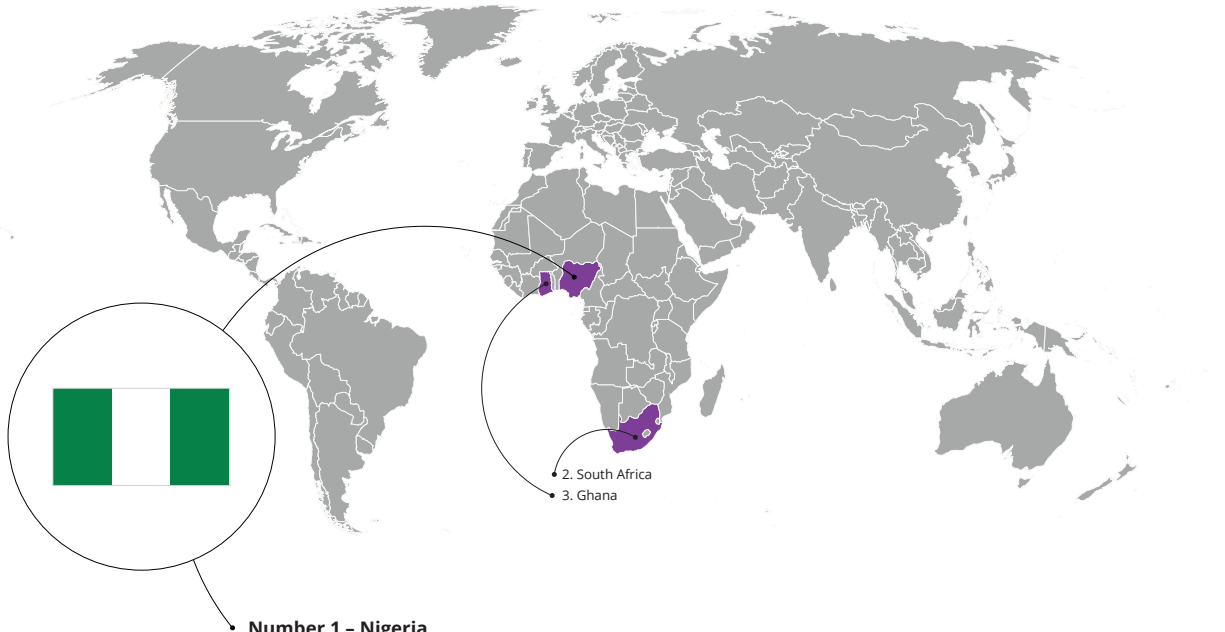 2. South Africa
3. Ghana
Number 1 – Nigeria